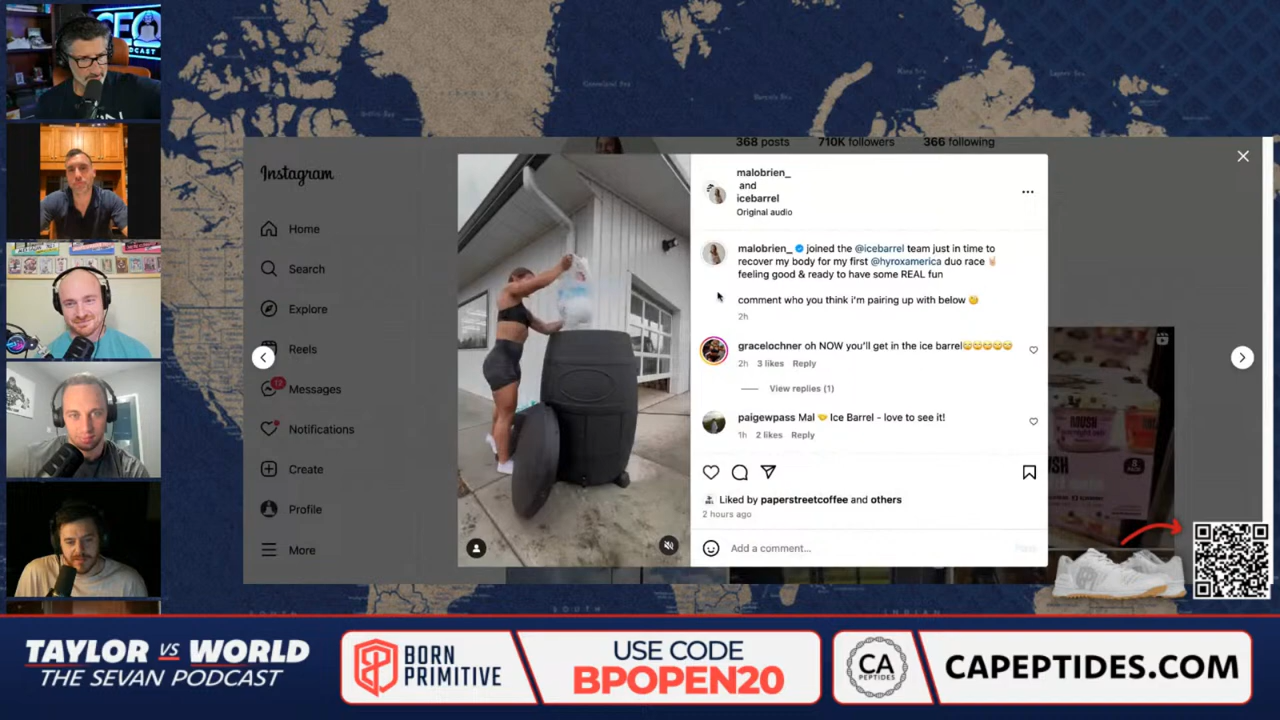 CEO
PODCAST
368 posts
710K followers
366 following
Instagram
Home
Search
Explore
Reels
Messages
Notifications
Create
Profile
More
malobrien_
and
icebarrel
Original audio
malobrien_ joined the @icebarrel team just in time to
recover my body for my first @hyroxamerica duo race ✌🏼
feeling good & ready to have some REAL fun
comment who you think i'm pairing up with below 🧐
2h
gracelochner oh NOW you'll get in the ice barrel😂😂😂😂😂
2h 3 likes Reply
View replies (1)
paigewpass Mal 🤝 Ice Barrel - love to see it!
1h 2 likes Reply
Liked by paperstreetcoffee and others
2 hours ago
Add a comment...
Post
TAYLOR VS WORLD
THE SEVAN PODCAST
BORN
PRIMITIVE
USE CODE
BPOPEN20
CA
PEPTIDES
CAPEPTIDES.COM